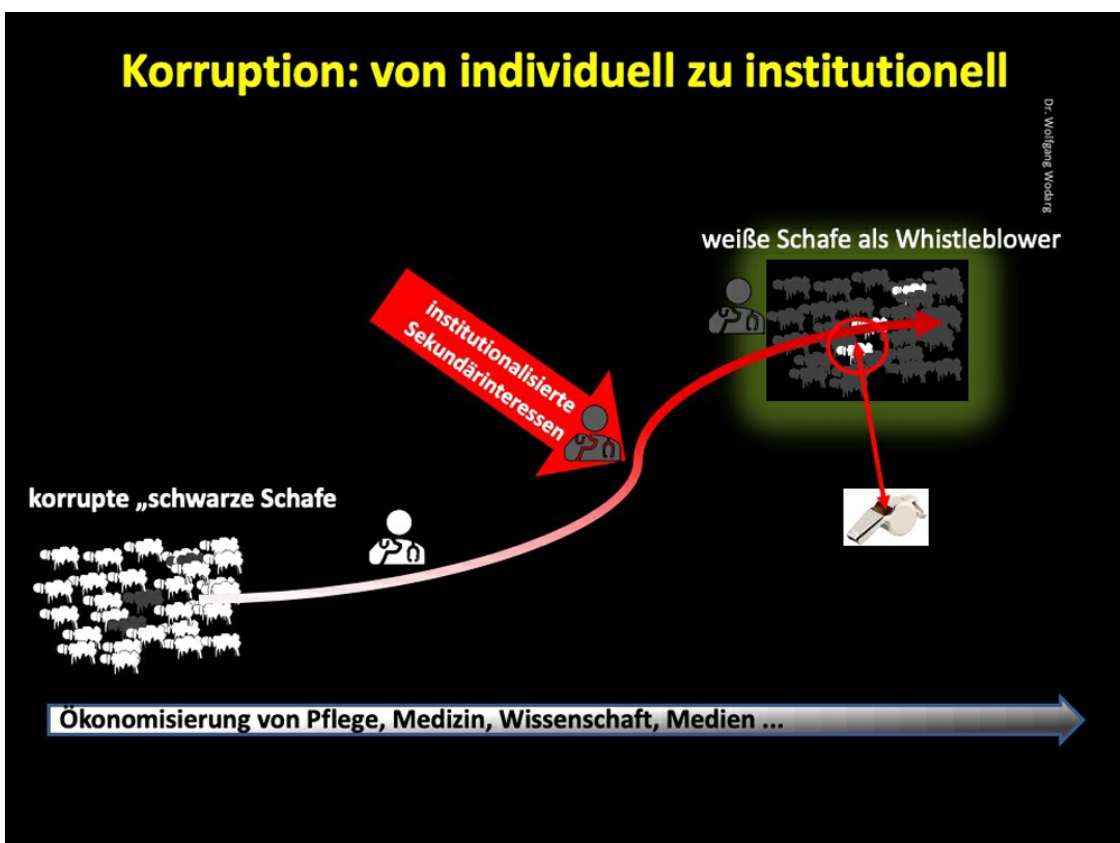 Korruption: von individuell zu institutionell
Dr. Wolfgang Wodarg
weiße Schafe als Whistleblower
institutionalisierte
Sekundärinteressen
korrupte „schwarze Schafe
Ökonomisierung von Pflege, Medizin, Wissenschaft, Medien ...